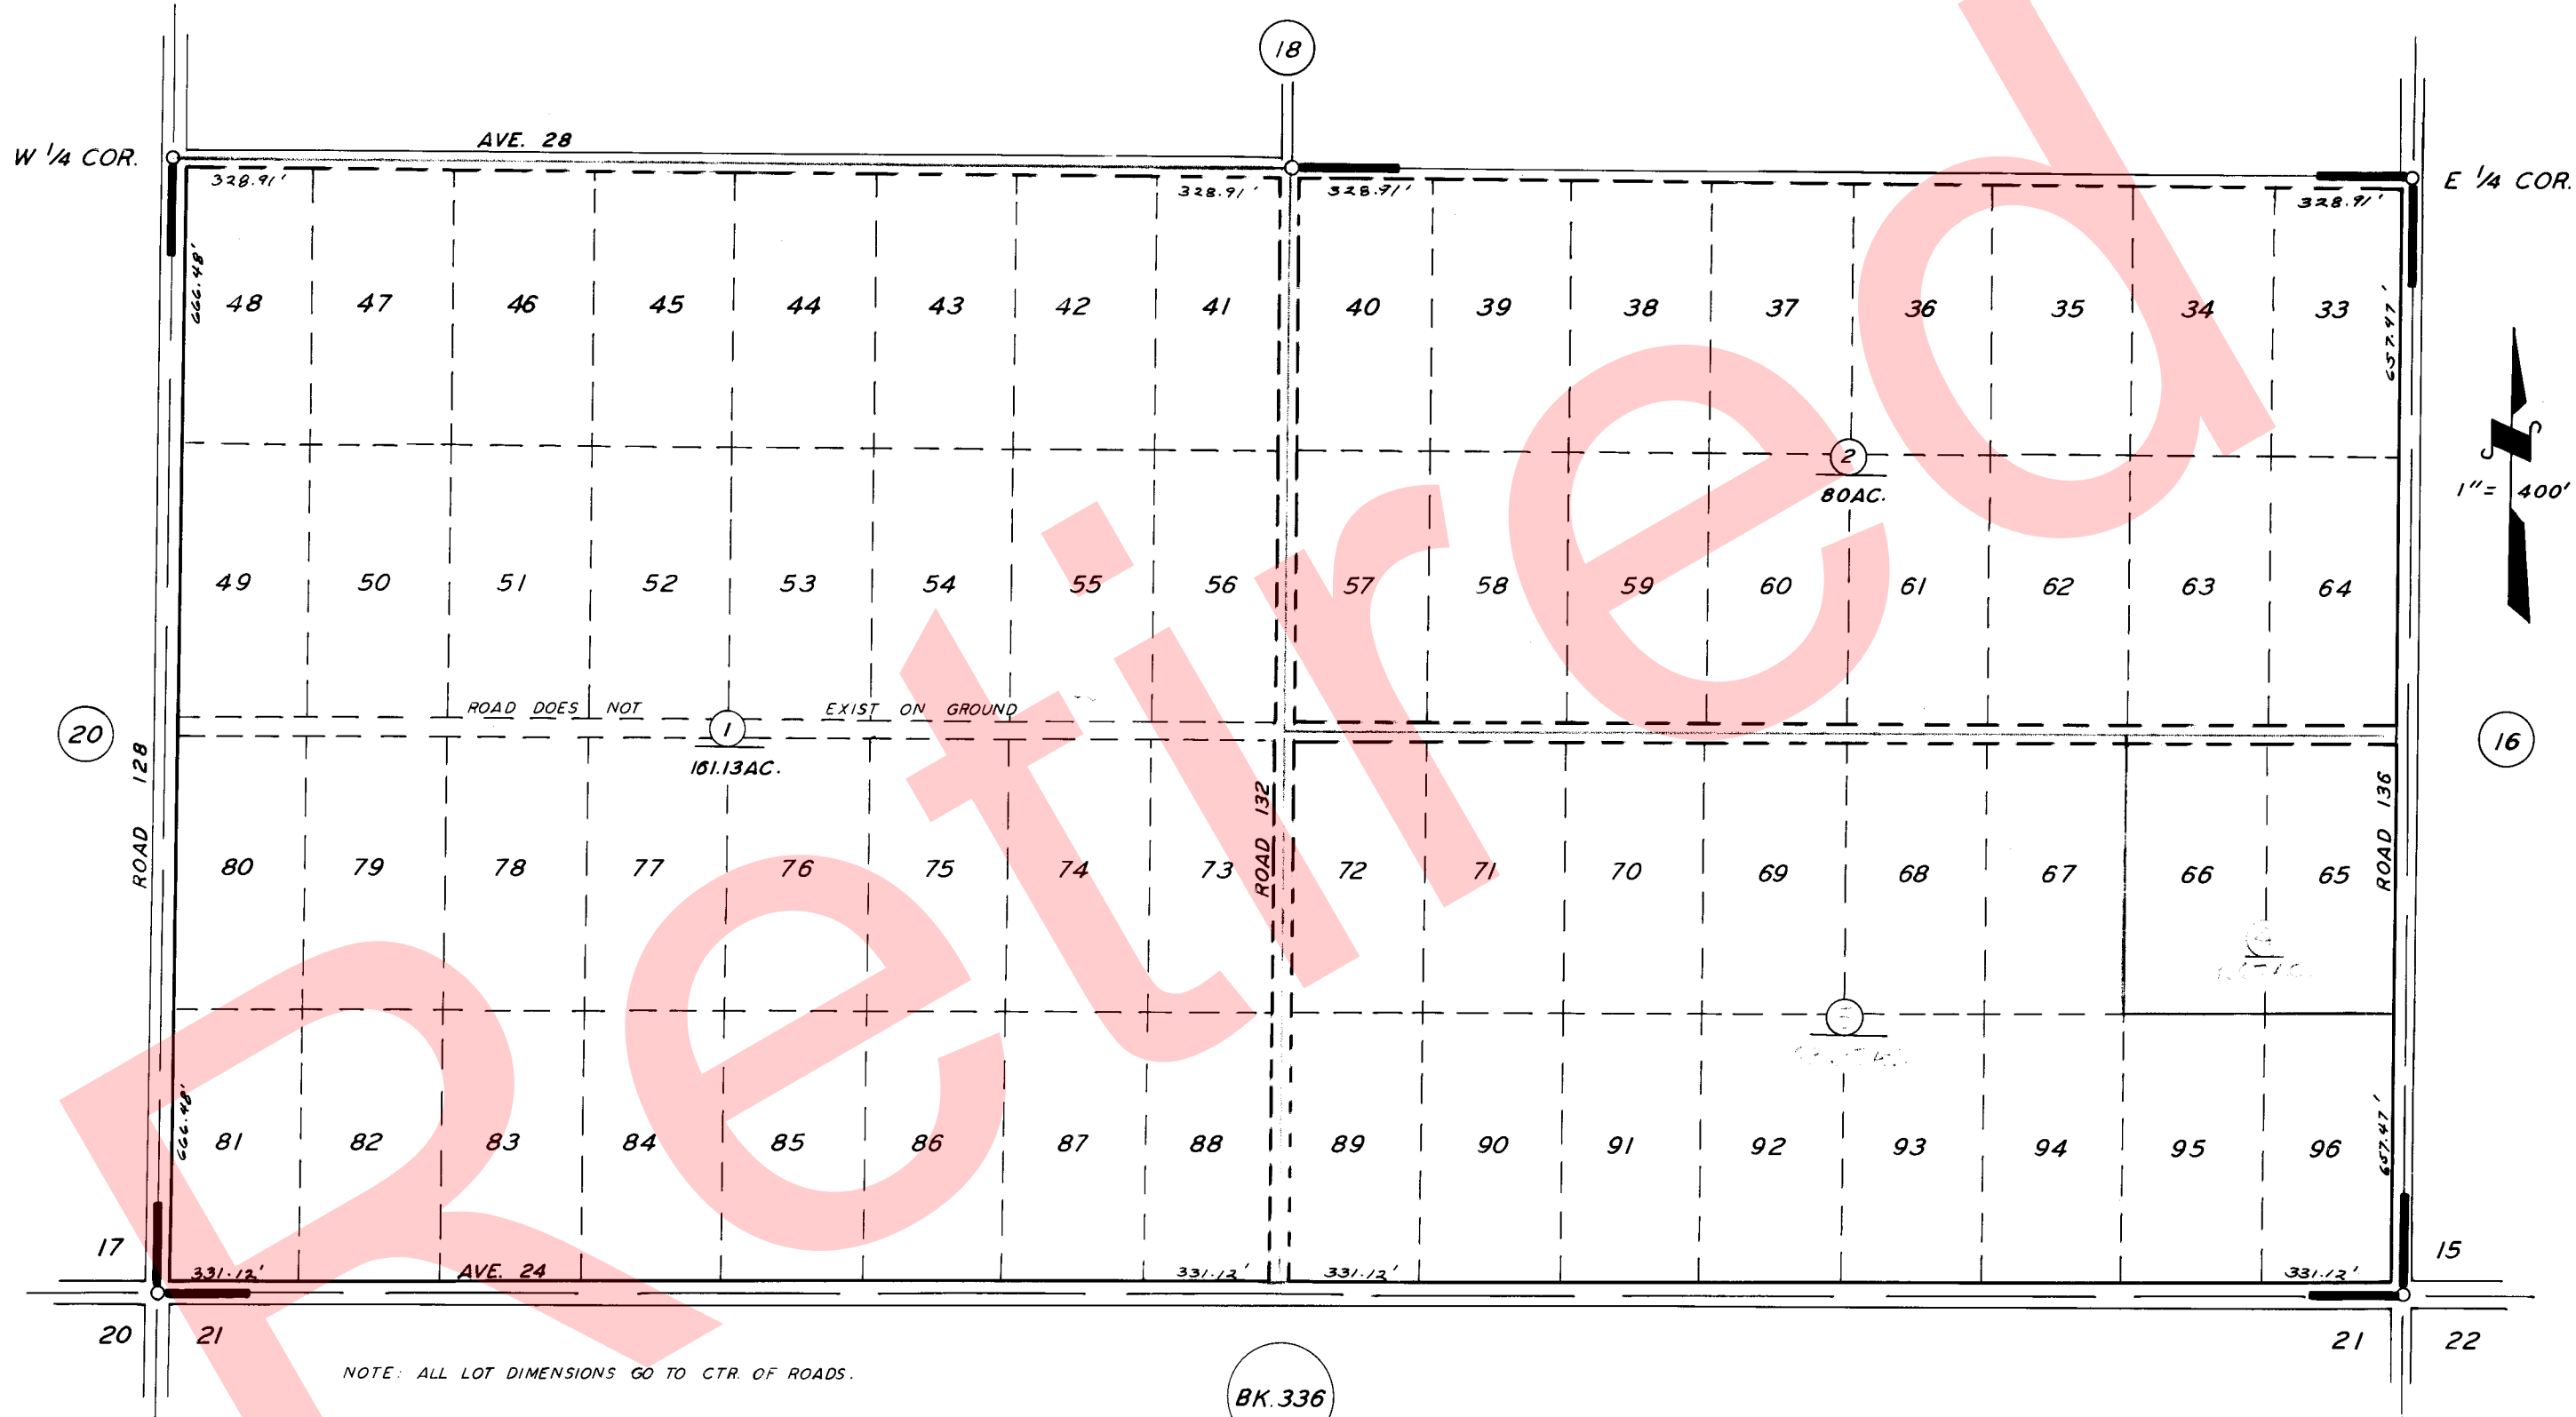 18
W 1/4 COR.
AVE. 28
E 1/4 COR.
328.91' 328.91' 328.91' 328.91'
666.48' 657.47'
48 47 46 45 44 43 42 41 40 39 38 37 36 35 34 33
2
80AC.
1"= 400'
49 50 51 52 53 54 55 56 57 58 59 60 61 62 63 64
ROAD DOES NOT EXIST ON GROUND
20
1
161.13AC.
16
ROAD 128
ROAD 132
ROAD 136
80 79 78 77 76 75 74 73 72 71 70 69 68 67 66 65
666.48' 657.47'
81 82 83 84 85 86 87 88 89 90 91 92 93 94 95 96
17 15
331.12' AVE. 24 331.12' 331.12' 331.12'
20 21 21 22
NOTE: ALL LOT DIMENSIONS GO TO CTR. OF ROADS.
BK.336
Retired